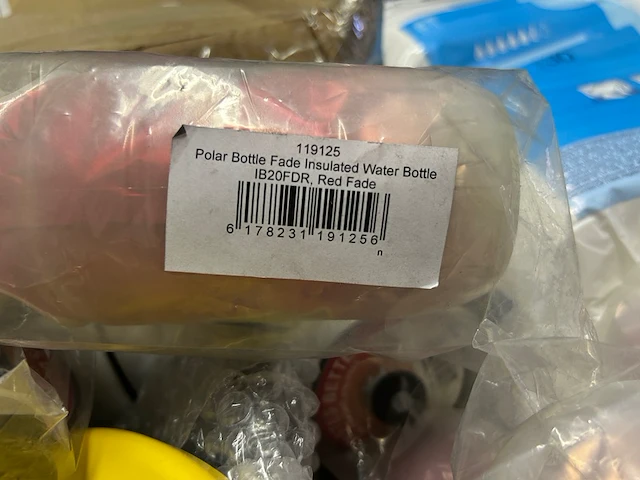 119125
Polar Bottle Fade Insulated Water Bottle
IB20FDR, Red Fade
6 178231 191256
n